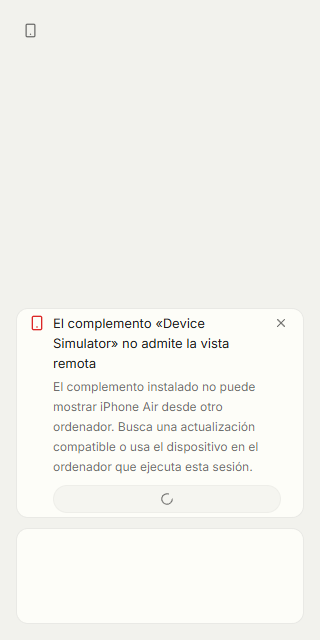 El complemento «Device
Simulator» no admite la vista
remota
El complemento instalado no puede
mostrar iPhone Air desde otro
ordenador. Busca una actualización
compatible o usa el dispositivo en el
ordenador que ejecuta esta sesión.